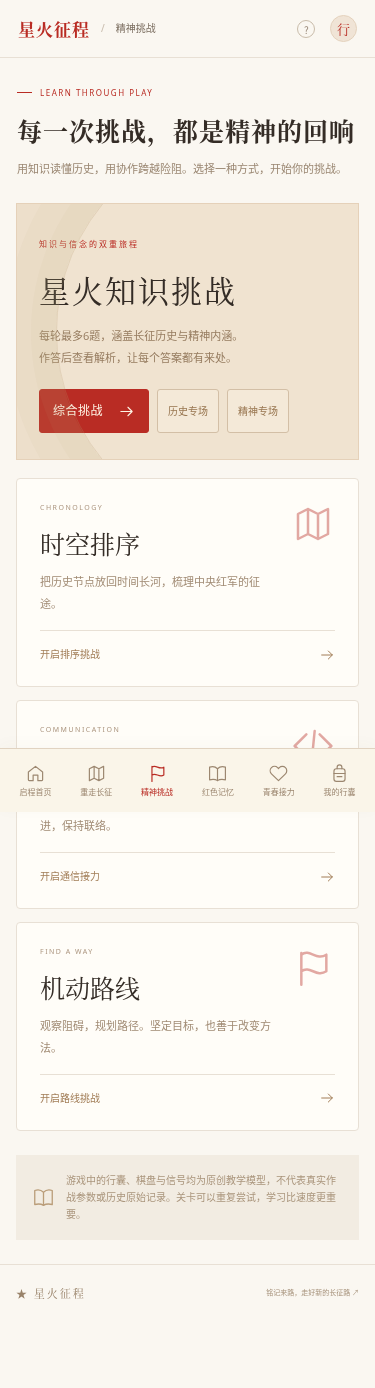 星火征程 / 精神挑战 ? 行
LEARN THROUGH PLAY
每一次挑战，都是精神的回响
用知识读懂历史，用协作跨越险阻。选择一种方式，开始你的挑战。
知识与信念的双重旅程
星火知识挑战
每轮最多6题，涵盖长征历史与精神内涵。
作答后查看解析，让每个答案都有来处。
综合挑战 → 历史专场 精神专场
CHRONOLOGY
时空排序
把历史节点放回时间长河，梳理中央红军的征
途。
开启排序挑战 →
COMMUNICATION
启程首页 重走长征 精神挑战 红色记忆 青春接力 我的行囊
进，保持联络。
开启通信接力 →
FIND A WAY
机动路线
观察阻碍，规划路径。坚定目标，也善于改变方
法。
开启路线挑战 →
游戏中的行囊、棋盘与信号均为原创教学模型，不代表真实作
战参数或历史原始记录。关卡可以重复尝试，学习比速度更重
要。
★ 星火征程 铭记来路，走好新的长征路 ↗